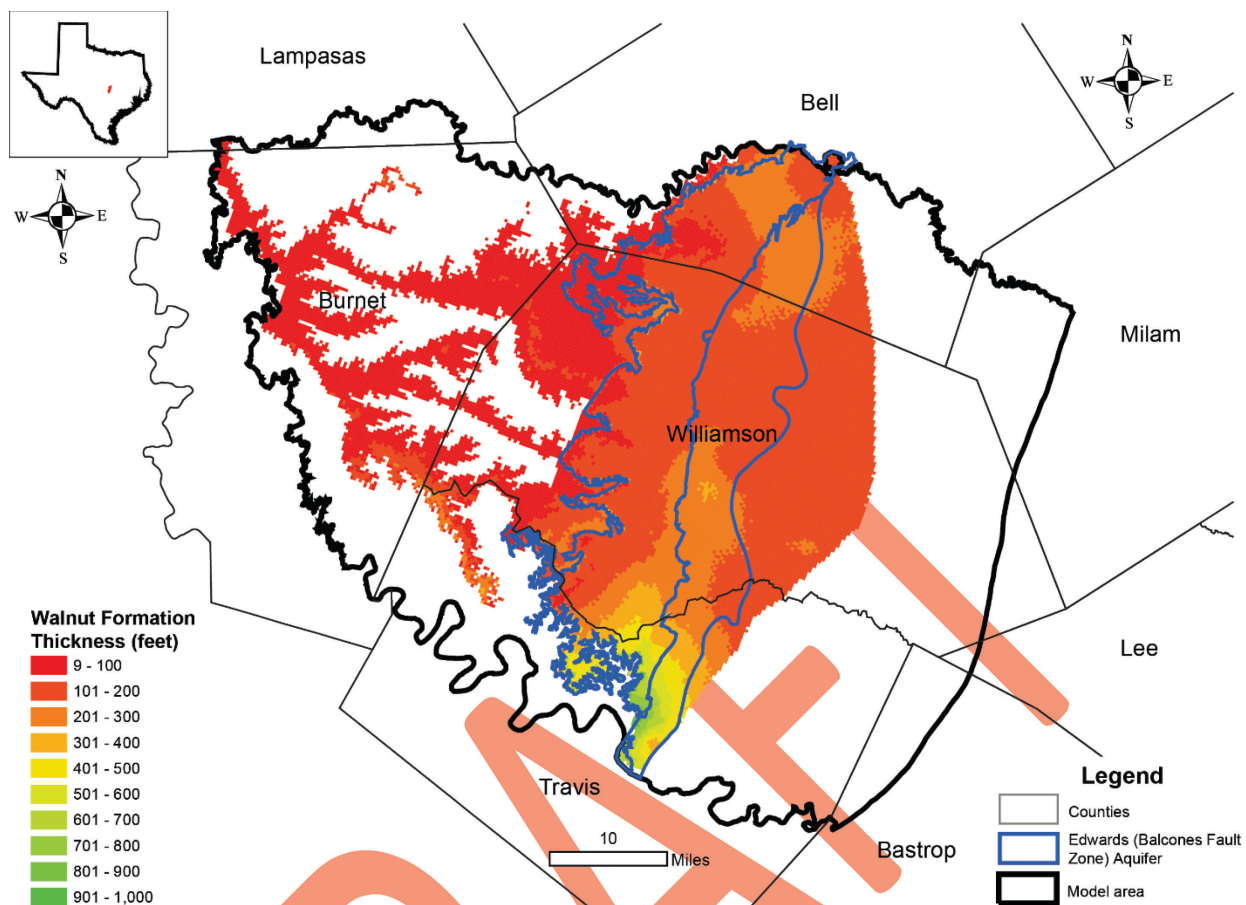 Lampasas
N
W E
S
Bell
N
W E
S
Burnet
Milam
Williamson
Walnut Formation
Thickness (feet)
9 - 100
101 - 200
201 - 300
301 - 400
401 - 500
501 - 600
601 - 700
701 - 800
801 - 900
901 - 1,000
Lee
Travis
10
Miles
Bastrop
Legend
Counties
Edwards (Balcones Fault
Zone) Aquifer
Model area